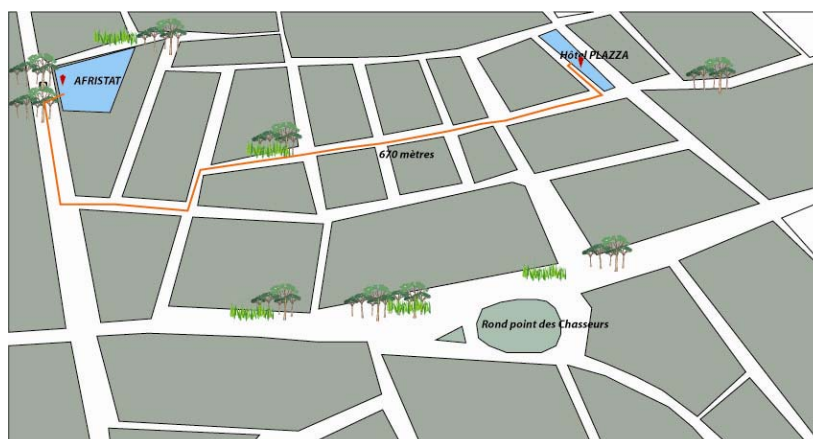 Hôtel PLAZZA
AFRISTAT
670 mètres
Rond point des Chasseurs